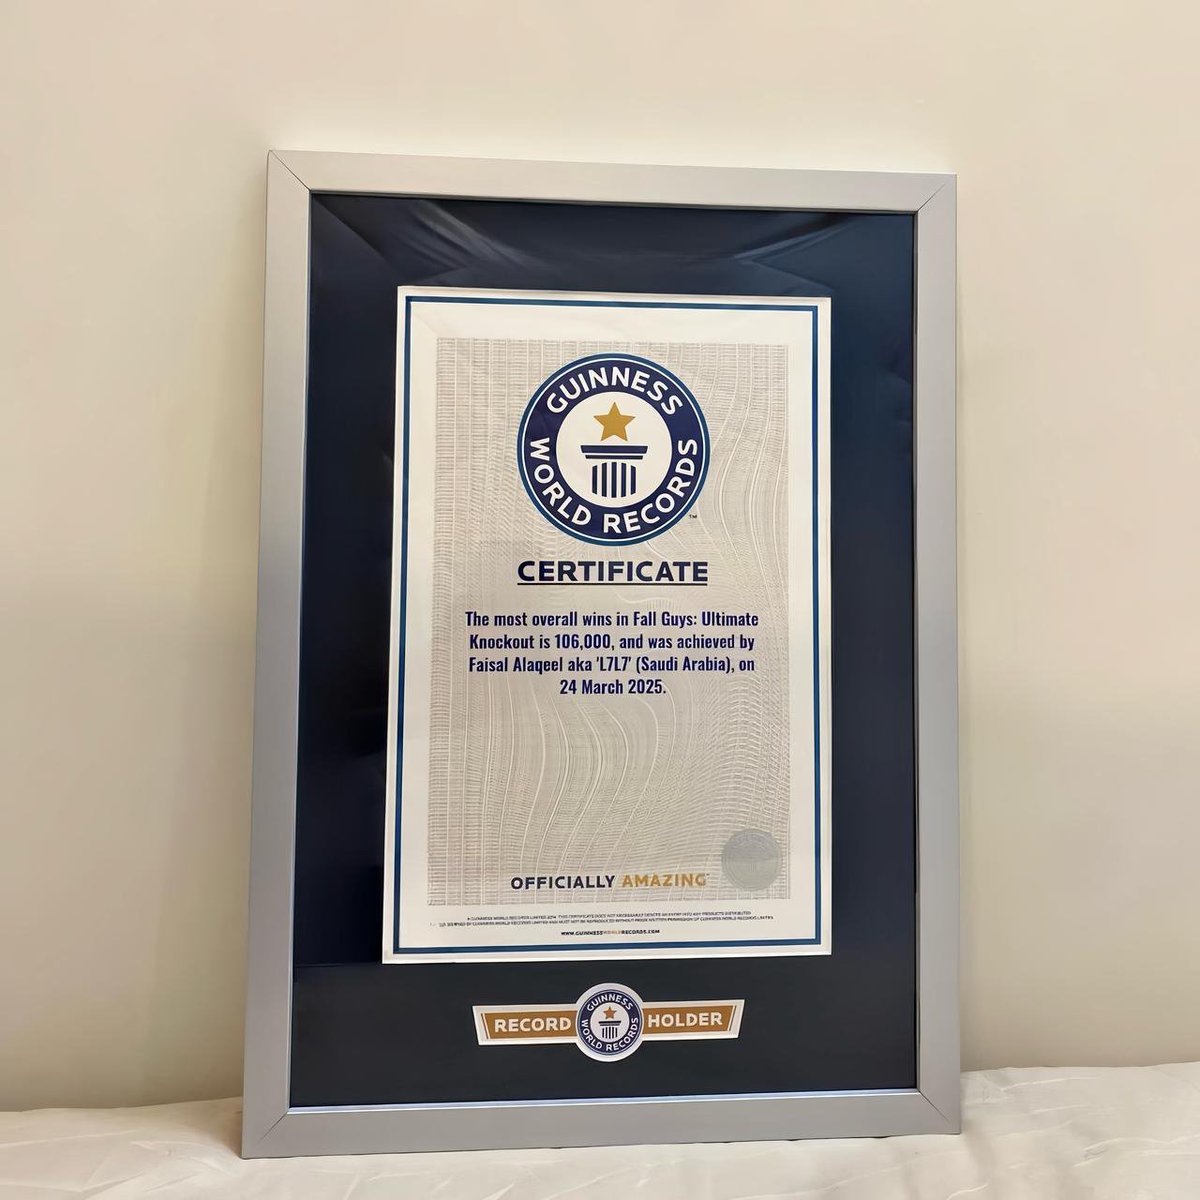 GUINNESS WORLD RECORDS
™
CERTIFICATE
The most overall wins in Fall Guys: Ultimate
Knockout is 106,000, and was achieved by
Faisal Alaqeel aka 'L7L7' (Saudi Arabia), on
24 March 2025.
OFFICIALLY AMAZING
WWW.GUINNESSWORLDRECORDS.COM
RECORD HOLDER
GUINNESS WORLD RECORDS